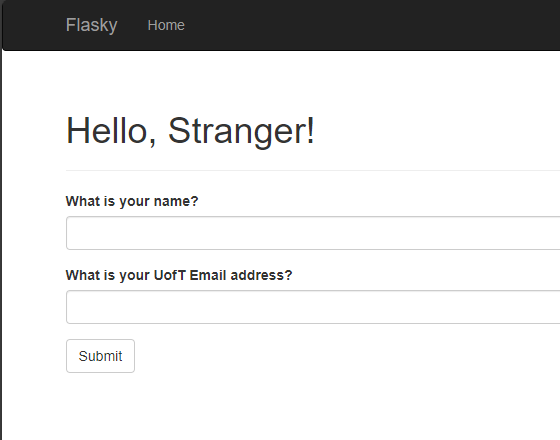 Flasky Home
Hello, Stranger!
What is your name?
What is your UofT Email address?
Submit